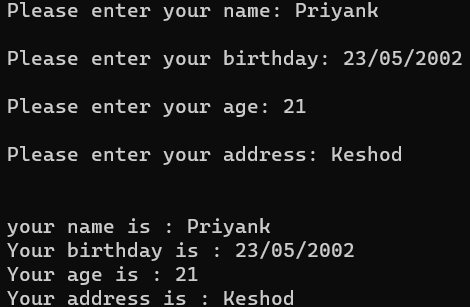 Please enter your name: Priyank
Please enter your birthday: 23/05/2002
Please enter your age: 21
Please enter your address: Keshod
your name is : Priyank
Your birthday is : 23/05/2002
Your age is : 21
Your address is : Keshod